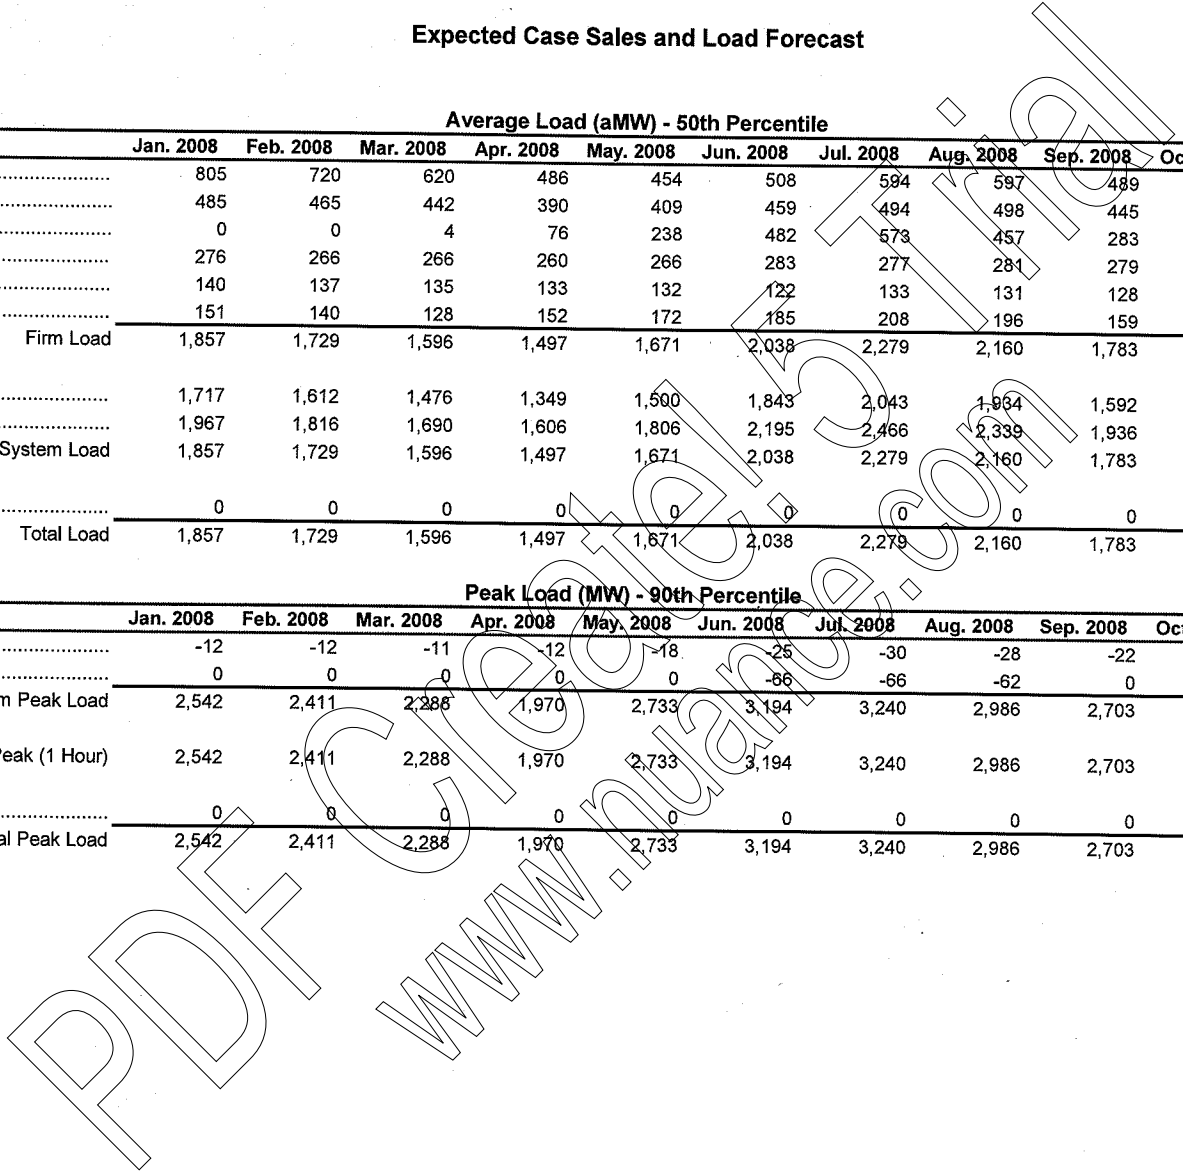 Expected Case Sales and Load Forecast
Average Load (aMW) - 50th Percentile
Jan. 2008 Feb. 2008 Mar. 2008 Apr. 2008 May. 2008 Jun. 2008 Jul. 2008 Aug. 2008 Sep. 2008 Oc
...................... 805 720 620 486 454 508 594 597 489
...................... 485 465 442 390 409 459 494 498 445
...................... 0 0 4 76 238 482 573 457 283
...................... 276 266 266 260 266 283 277 281 279
...................... 140 137 135 133 132 122 133 131 128
...................... 151 140 128 152 172 185 208 196 159
Firm Load 1,857 1,729 1,596 1,497 1,671 2,038 2,279 2,160 1,783
...................... 1,717 1,612 1,476 1,349 1,500 1,843 2,043 1,934 1,592
...................... 1,967 1,816 1,690 1,606 1,806 2,195 2,466 2,339 1,936
System Load 1,857 1,729 1,596 1,497 1,671 2,038 2,279 2,160 1,783
...................... 0 0 0 0 0 0 0 0 0
Total Load 1,857 1,729 1,596 1,497 1,671 2,038 2,279 2,160 1,783
Peak Load (MW) - 90th Percentile
Jan. 2008 Feb. 2008 Mar. 2008 Apr. 2008 May. 2008 Jun. 2008 Jul. 2008 Aug. 2008 Sep. 2008 Oct
...................... -12 -12 -11 -12 -18 -25 -30 -28 -22
...................... 0 0 0 0 0 -66 -66 -62 0
m Peak Load 2,542 2,411 2,288 1,970 2,733 3,194 3,240 2,986 2,703
Peak (1 Hour) 2,542 2,411 2,288 1,970 2,733 3,194 3,240 2,986 2,703
...................... 0 0 0 0 0 0 0 0 0
al Peak Load 2,542 2,411 2,288 1,970 2,733 3,194 3,240 2,986 2,703
PDF Create! 5 Trial
www.nuance.com